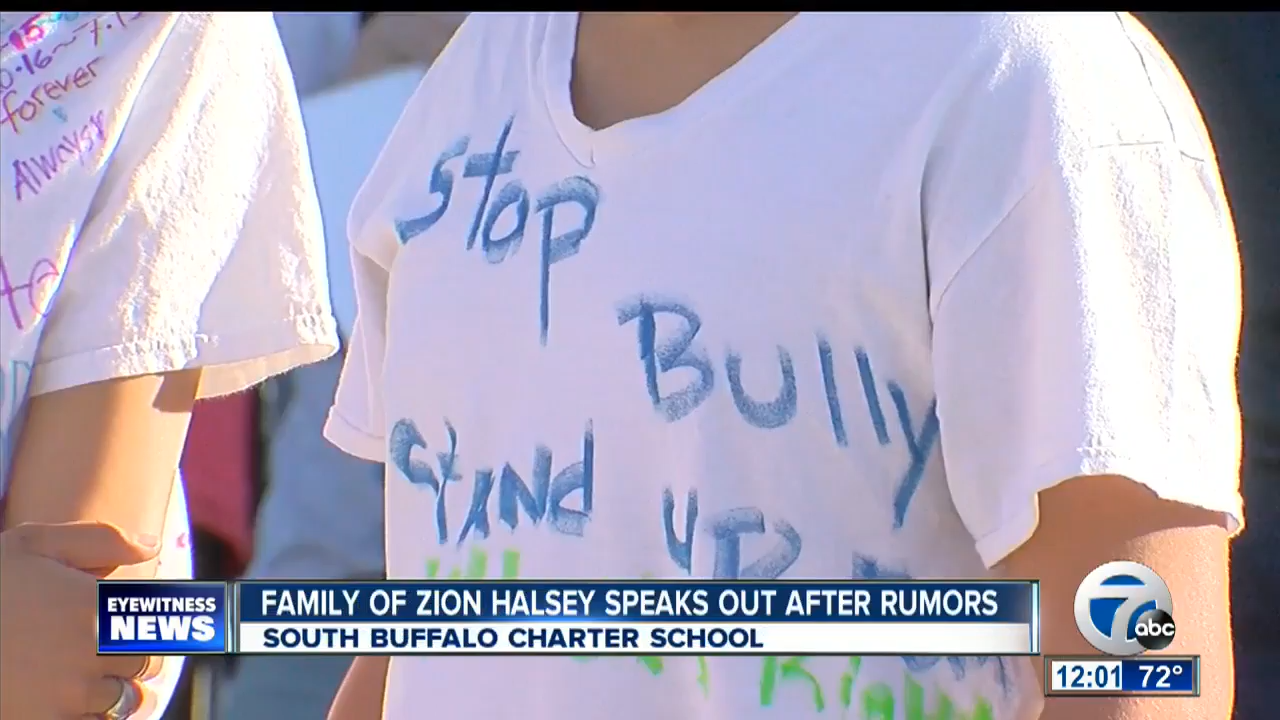 forever
Always
Stop
Bully
Stand
UP
EYEWITNESS
NEWS
FAMILY OF ZION HALSEY SPEAKS OUT AFTER RUMORS
SOUTH BUFFALO CHARTER SCHOOL
7
abc
12:01 72°